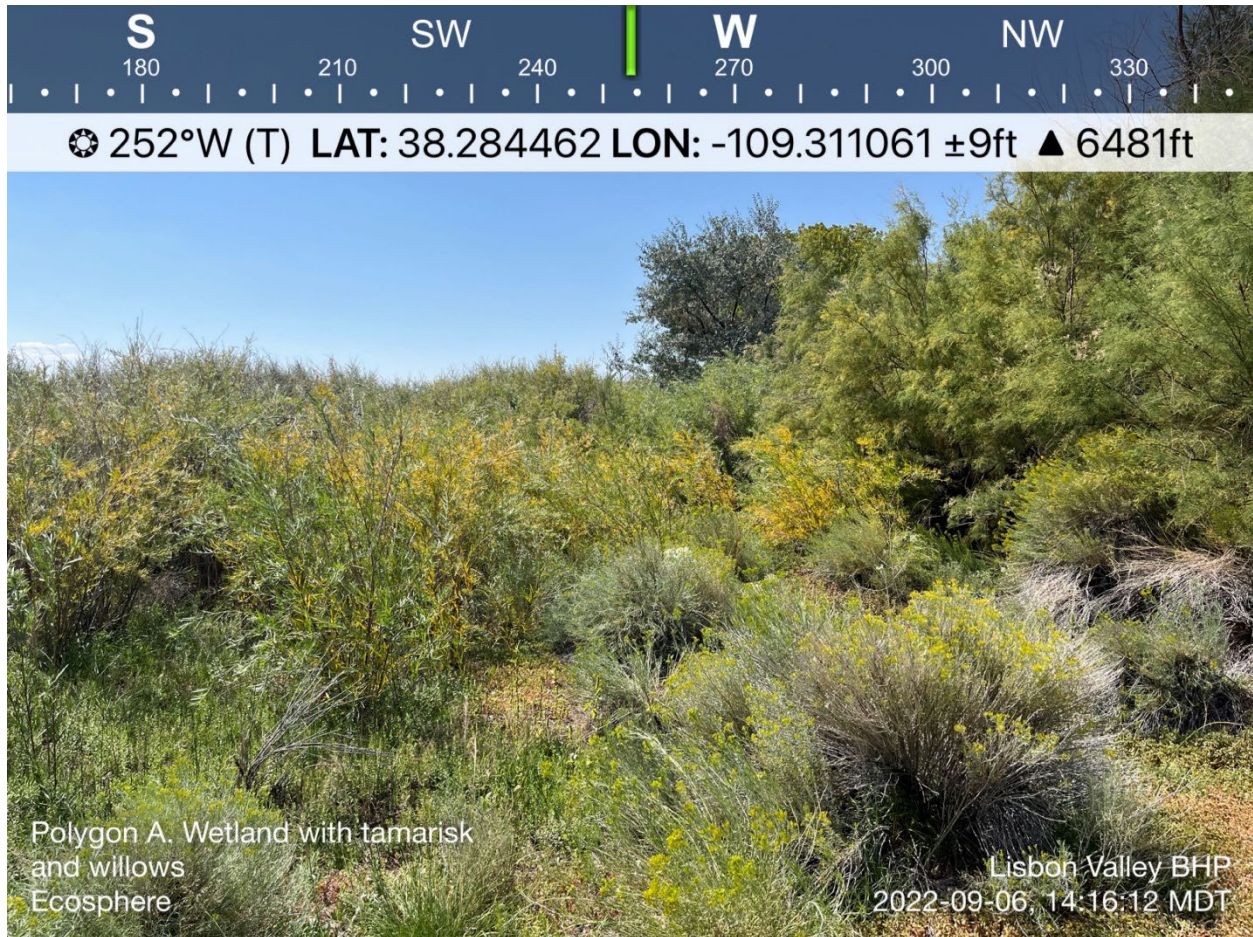 S SW W NW
180 210 240 270 300 330
252°W (T) LAT: 38.284462 LON: -109.311061 ±9ft ▲ 6481ft
Polygon A. Wetland with tamarisk
and willows
Ecosphere
Lisbon Valley BHP
2022-09-06, 14:16:12 MDT